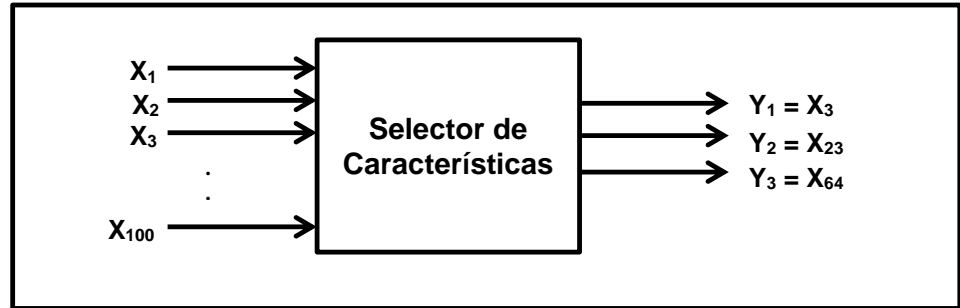 X₁
X₂
X₃
.
.
X₁₀₀
Selector de
Características
Y₁ = X₃
Y₂ = X₂₃
Y₃ = X₆₄